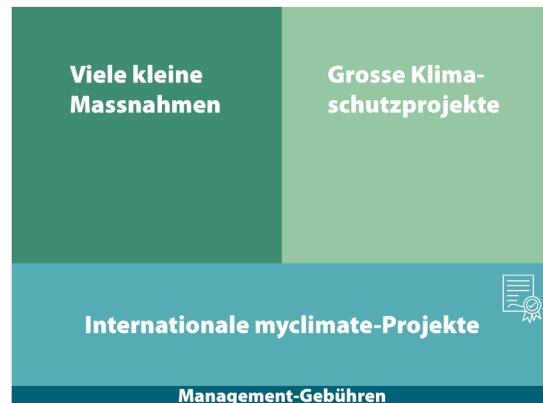 Viele kleine
Massnahmen
Grosse Klima-
schutzprojekte
Internationale myclimate-Projekte
Management-Gebühren